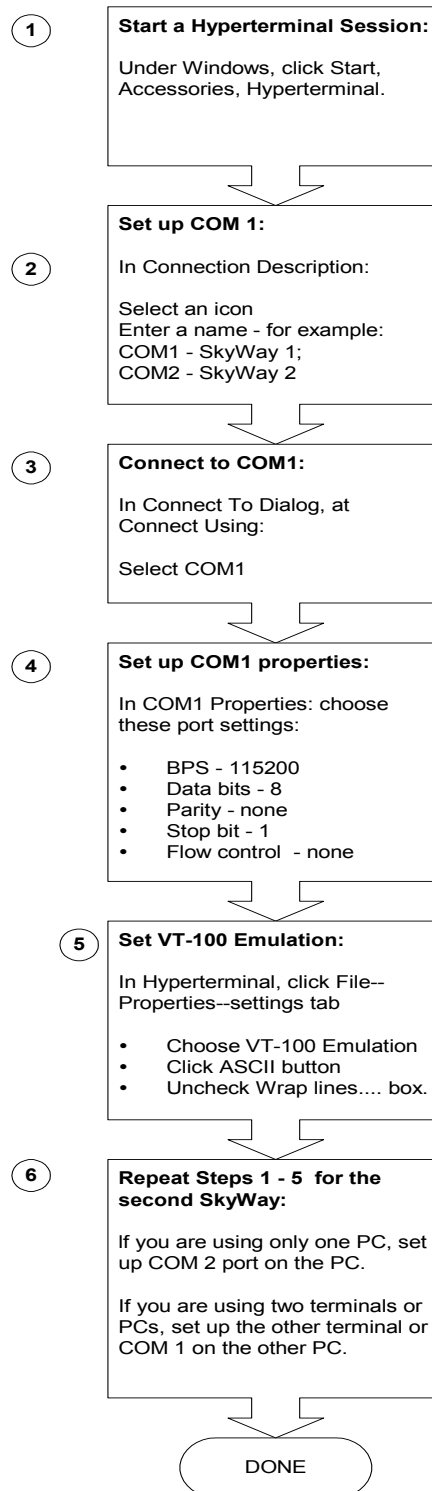 1
Start a Hyperterminal Session:
Under Windows, click Start,
Accessories, Hyperterminal.
2
Set up COM 1:
In Connection Description:
Select an icon
Enter a name - for example:
COM1 - SkyWay 1;
COM2 - SkyWay 2
3
Connect to COM1:
In Connect To Dialog, at
Connect Using:
Select COM1
4
Set up COM1 properties:
In COM1 Properties: choose
these port settings:
• BPS - 115200
• Data bits - 8
• Parity - none
• Stop bit - 1
• Flow control - none
5
Set VT-100 Emulation:
In Hyperterminal, click File--
Properties--settings tab
• Choose VT-100 Emulation
• Click ASCII button
• Uncheck Wrap lines.... box.
6
Repeat Steps 1 - 5 for the
second SkyWay:
If you are using only one PC, set
up COM 2 port on the PC.
If you are using two terminals or
PCs, set up the other terminal or
COM 1 on the other PC.
DONE